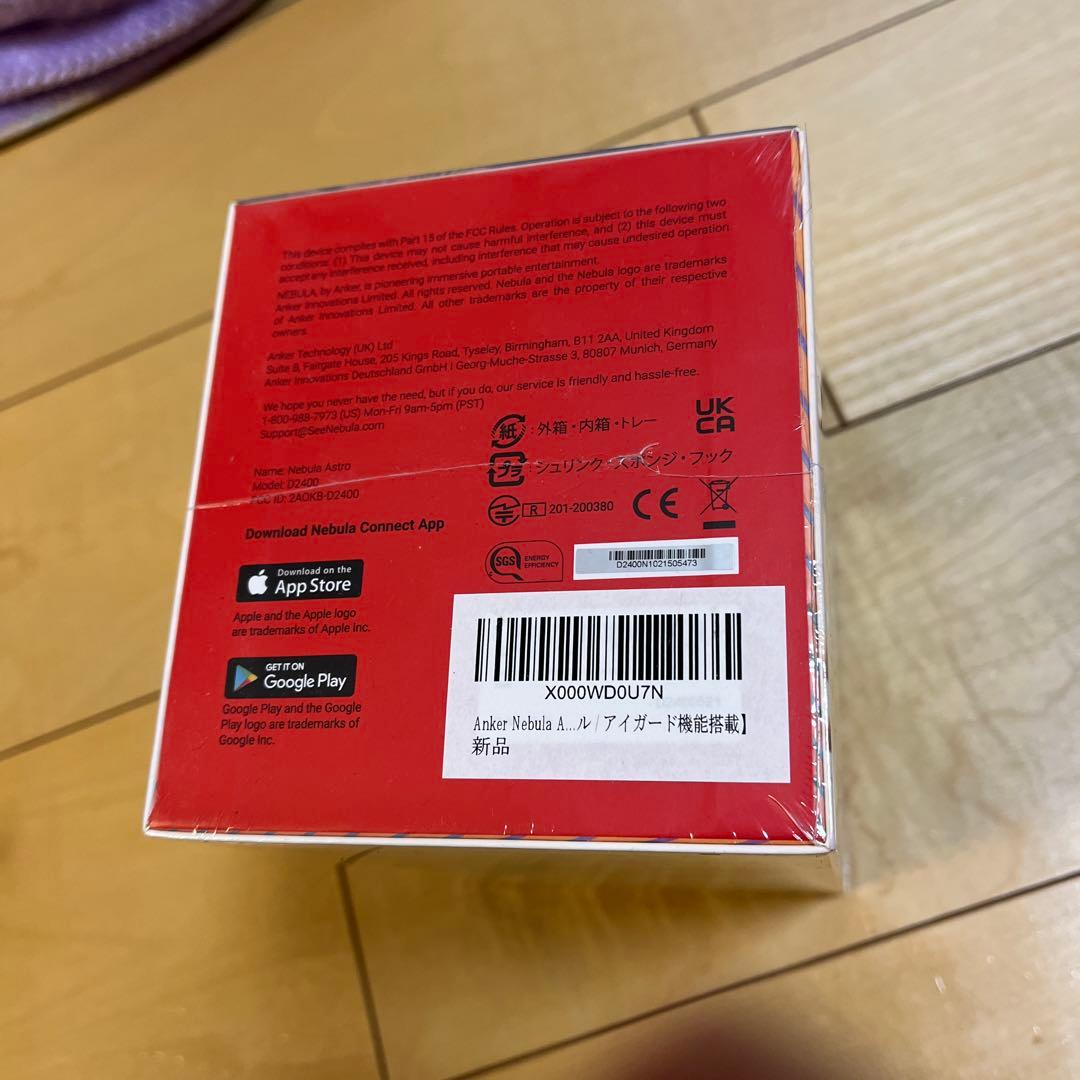 This device complies with Part 15 of the FCC Rules. Operation is subject to the following two
conditions: (1) This device may not cause harmful interference, and (2) this device must
accept any interference received, including interference that may cause undesired operation.
NEBULA, by Anker, is pioneering immersive portable entertainment.
Anker Innovations Limited. All rights reserved. Nebula and the Nebula logo are trademarks
of Anker Innovations Limited. All other trademarks are the property of their respective
owners.
Anker Technology (UK) Ltd
Suite B, Fairgate House, 205 Kings Road, Tyseley, Birmingham, B11 2AA, United Kingdom
Anker Innovations Deutschland GmbH I Georg-Muche-Strasse 3, 80807 Munich, Germany
We hope you never have the need, but if you do, our service is friendly and hassle-free.
1-800-988-7973 (US) Mon-Fri 9am-5pm (PST)
Support@SeeNebula.com
紙 : 外箱・内箱・トレー
UK
CA
プラ : シュリンク・スポンジ・フック
Name: Nebula Astro
Model: D2400
FCC ID: 2AOKB-D2400
R 201-200380
CE
Download Nebula Connect App
SGS ENERGY
EFFICIENCY
D2400N1021505473
Download on the
App Store
Apple and the Apple logo
are trademarks of Apple Inc.
GET IT ON
Google Play
Google Play and the Google
Play logo are trademarks of
Google Inc.
X000WD0U7N
Anker Nebula A...ル / アイガード機能搭載】
新品